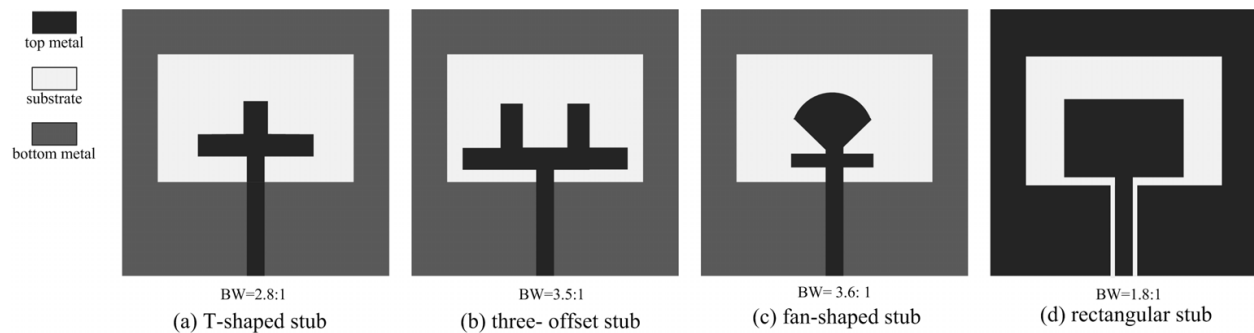 top metal
substrate
bottom metal
BW=2.8:1
(a) T-shaped stub
BW=3.5:1
(b) three- offset stub
BW= 3.6: 1
(c) fan-shaped stub
BW=1.8:1
(d) rectangular stub